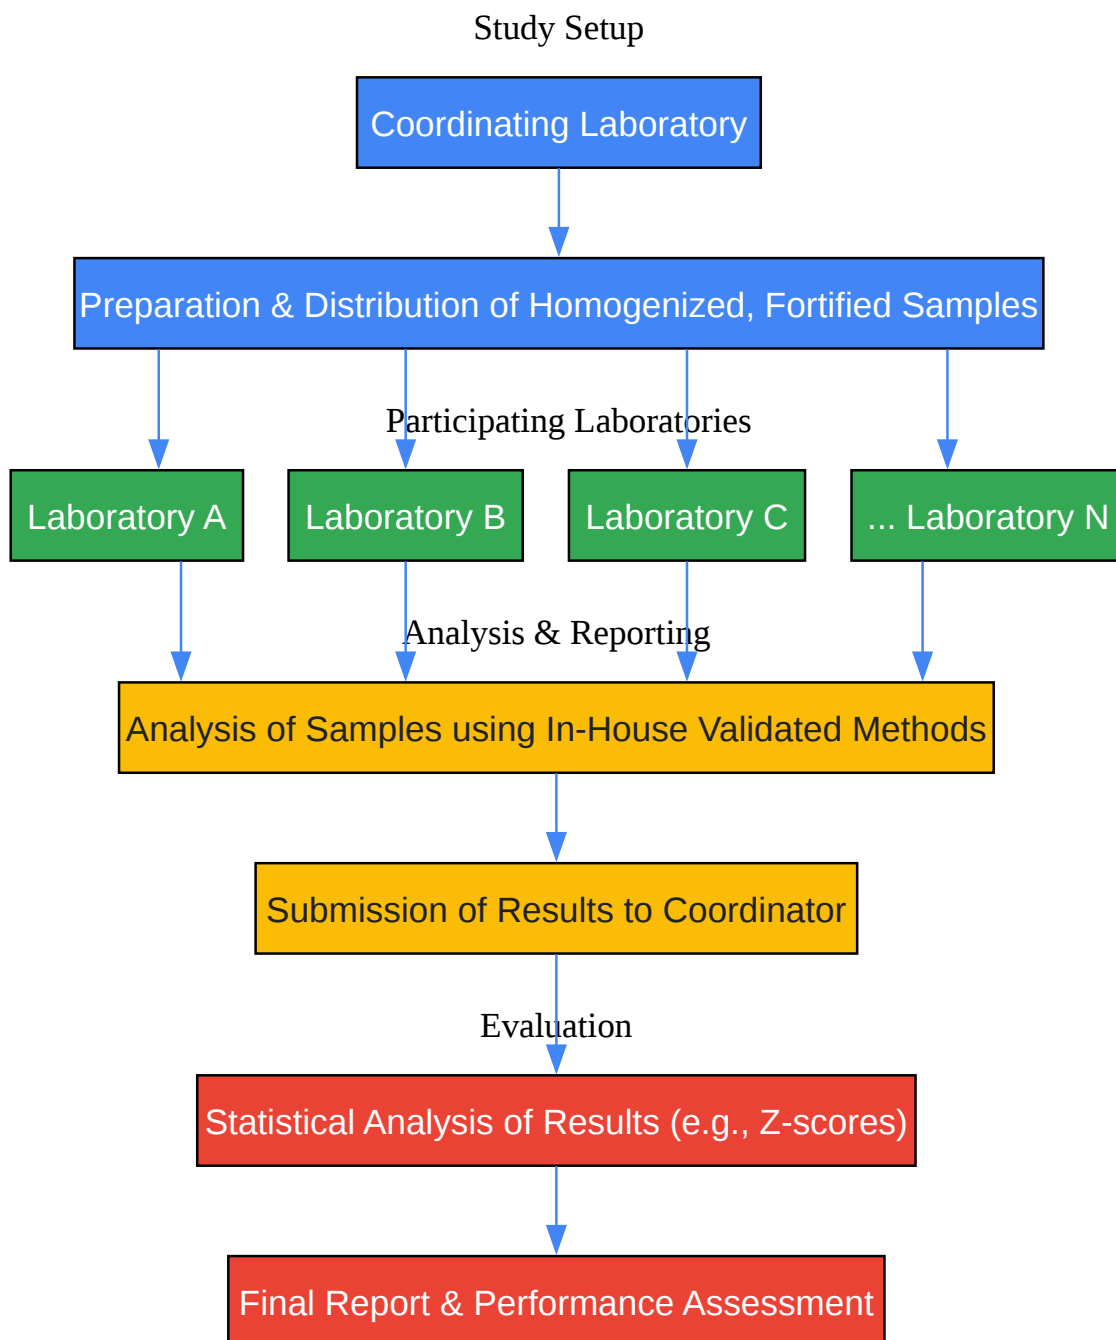 Study Setup
Coordinating Laboratory
Preparation & Distribution of Homogenized, Fortified Samples
Participating Laboratories
Laboratory A
Laboratory B
Laboratory C
... Laboratory N
Analysis & Reporting
Analysis of Samples using In-House Validated Methods
Submission of Results to Coordinator
Evaluation
Statistical Analysis of Results (e.g., Z-scores)
Final Report & Performance Assessment